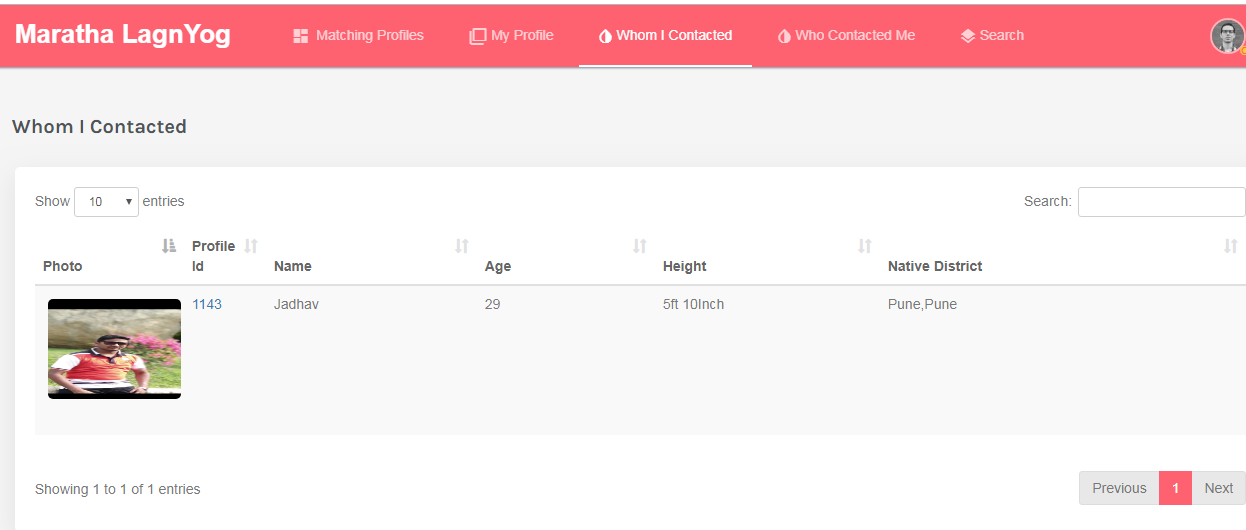 Maratha LagnYog Matching Profiles My Profile Whom I Contacted Who Contacted Me Search
Whom I Contacted
Show 10 entries Search:
Photo Profile Id Name Age Height Native District
1143 Jadhav 29 5ft 10Inch Pune,Pune
Showing 1 to 1 of 1 entries Previous 1 Next